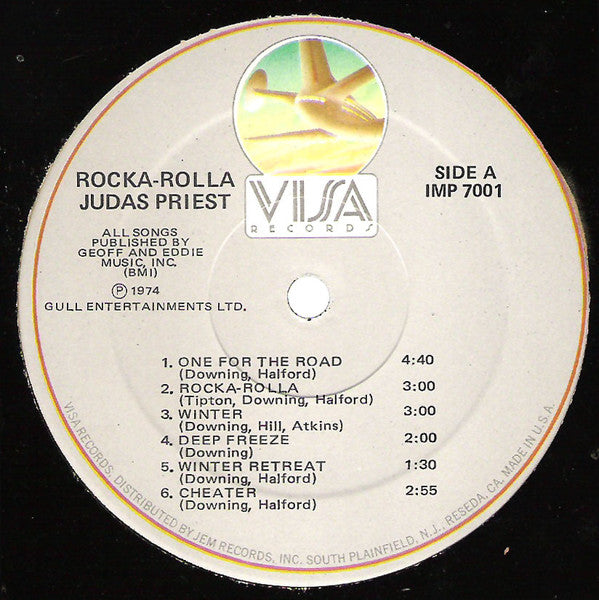 ROCKA-ROLLA
JUDAS PRIEST
ALL SONGS
PUBLISHED BY
GEOFF AND EDDIE
MUSIC, INC.
(BMI)
Ⓟ 1974
GULL ENTERTAINMENTS LTD.
VISA
RECORDS
SIDE A
IMP 7001
1. ONE FOR THE ROAD 4:40
(Downing, Halford)
2. ROCKA-ROLLA 3:00
(Tipton, Downing, Halford)
3. WINTER 3:00
(Downing, Hill, Atkins)
4. DEEP FREEZE 2:00
(Downing)
5. WINTER RETREAT 1:30
(Downing, Halford)
6. CHEATER 2:55
(Downing, Halford)
VISA RECORDS, DISTRIBUTED BY JEM RECORDS, INC. SOUTH PLAINFIELD, N.J., RESEDA, CA. MADE IN U.S.A.